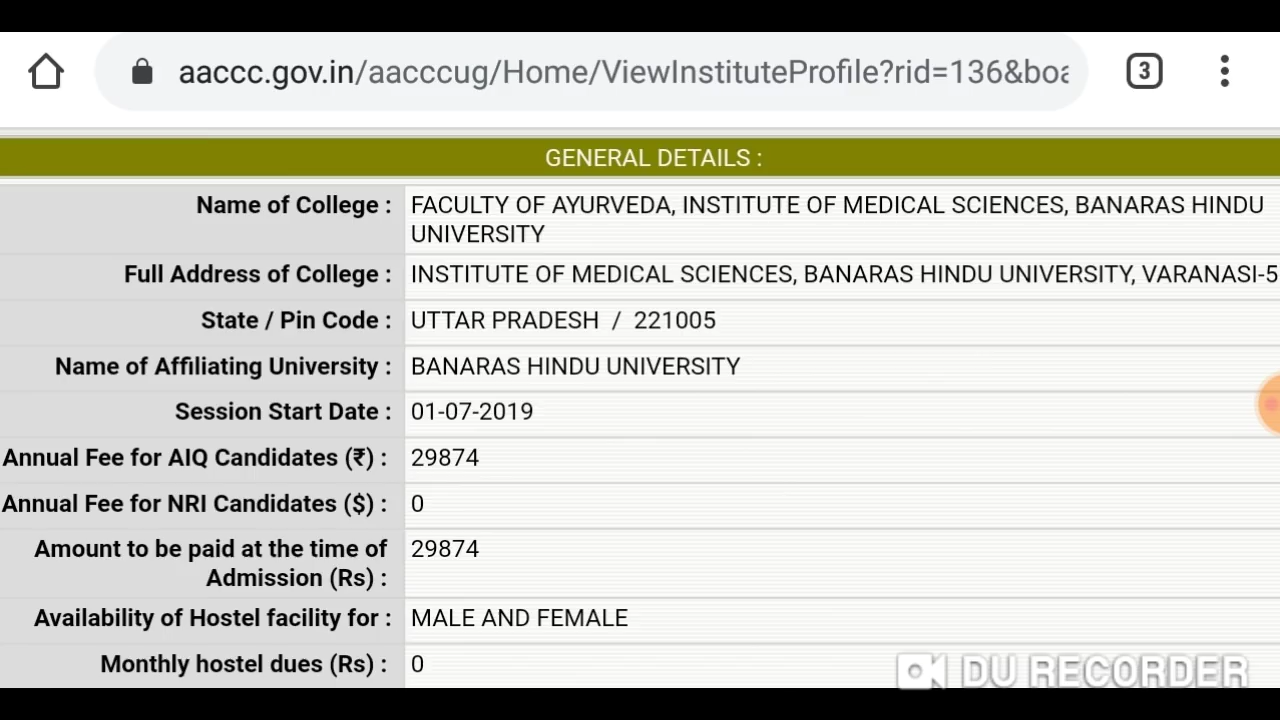 aaccc.gov.in/aacccug/Home/ViewInstituteProfile?rid=136&boa
3
GENERAL DETAILS :
Name of College : FACULTY OF AYURVEDA, INSTITUTE OF MEDICAL SCIENCES, BANARAS HINDU
UNIVERSITY
Full Address of College : INSTITUTE OF MEDICAL SCIENCES, BANARAS HINDU UNIVERSITY, VARANASI-5
State / Pin Code : UTTAR PRADESH / 221005
Name of Affiliating University : BANARAS HINDU UNIVERSITY
Session Start Date : 01-07-2019
Annual Fee for AIQ Candidates (₹) : 29874
Annual Fee for NRI Candidates ($) : 0
Amount to be paid at the time of 29874
Admission (Rs) :
Availability of Hostel facility for : MALE AND FEMALE
Monthly hostel dues (Rs) : 0
DU RECORDER